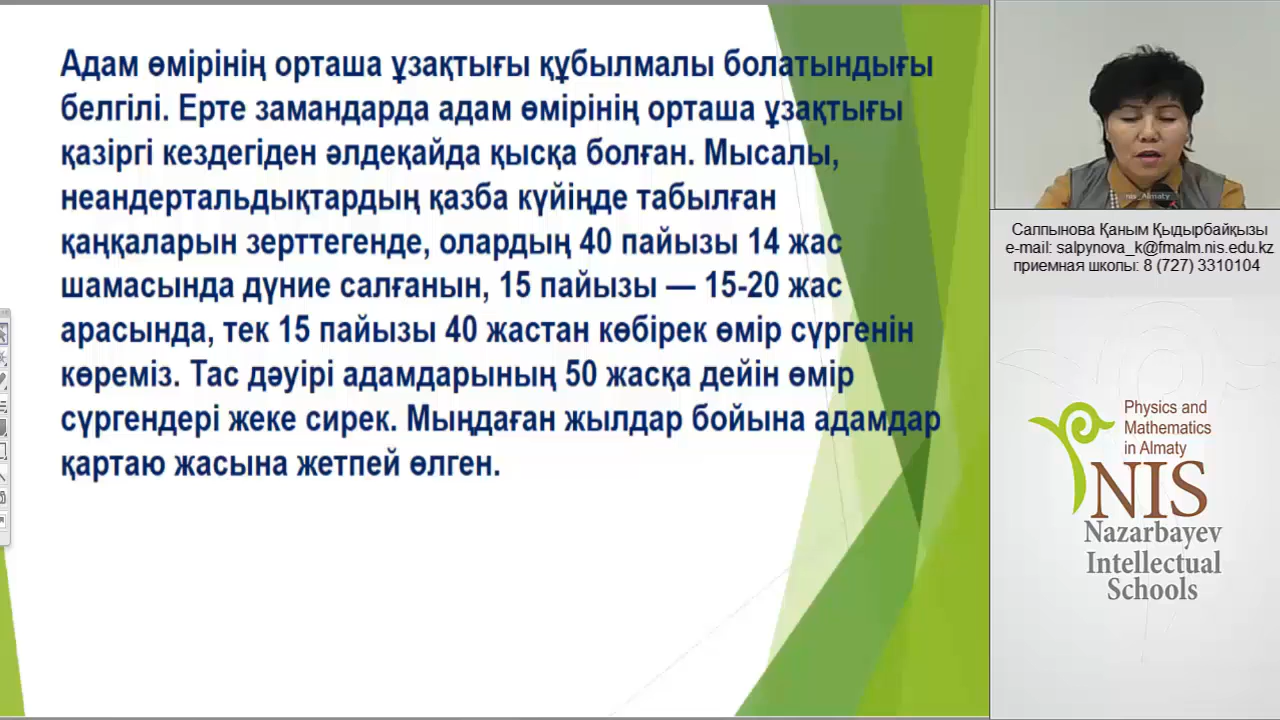 Адам өмірінің орташа ұзақтығы құбылмалы болатындығы
белгілі. Ерте замандарда адам өмірінің орташа ұзақтығы
қазіргі кездегіден әлдеқайда қысқа болған. Мысалы,
неандертальдықтардың қазба күйіңде табылған
қаңқаларын зерттегенде, олардың 40 пайызы 14 жас
шамасында дүние салғанын, 15 пайызы — 15-20 жас
арасында, тек 15 пайызы 40 жастан көбірек өмір сүргенін
көреміз. Тас дәуірі адамдарының 50 жасқа дейін өмір
сүргендері жеке сирек. Мыңдаған жылдар бойына адамдар
қартаю жасына жетпей өлген.
nis_Almaty
Салпынова Қаным Қыдырбайқызы
e-mail: salpynova_k@fmalm.nis.edu.kz
приемная школы: 8 (727) 3310104
Physics and
Mathematics
in Almaty
NIS
Nazarbayev
Intellectual
Schools